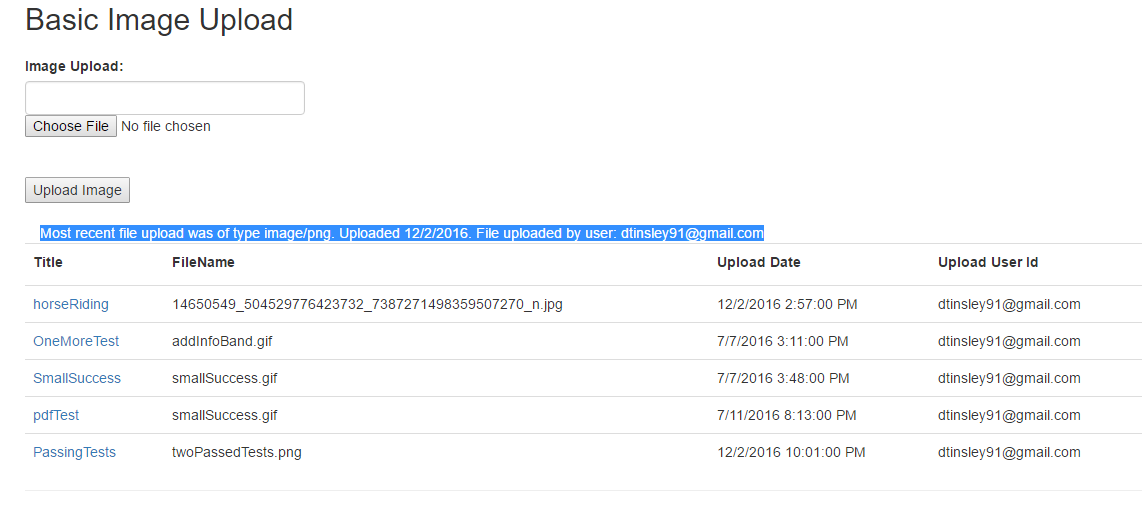 Basic Image Upload
Image Upload:
Choose File No file chosen
Upload Image
Most recent file upload was of type image/png. Uploaded 12/2/2016. File uploaded by user: dtinsley91@gmail.com
Title FileName Upload Date Upload User Id
horseRiding 14650549_504529776423732_7387271498359507270_n.jpg 12/2/2016 2:57:00 PM dtinsley91@gmail.com
OneMoreTest addInfoBand.gif 7/7/2016 3:11:00 PM dtinsley91@gmail.com
SmallSuccess smallSuccess.gif 7/7/2016 3:48:00 PM dtinsley91@gmail.com
pdfTest smallSuccess.gif 7/11/2016 8:13:00 PM dtinsley91@gmail.com
PassingTests twoPassedTests.png 12/2/2016 10:01:00 PM dtinsley91@gmail.com